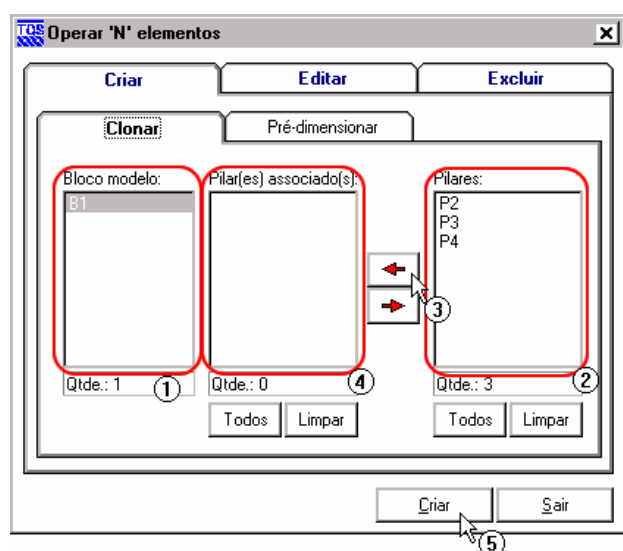 TQS Operar 'N' elementos
Criar
Editar
Excluir
Clonar
Pré-dimensionar
Bloco modelo:
B1
Qtde.: 1
1
Pilar(es) associado(s):
Qtde.: 0
4
Todos
Limpar
3
Pilares:
P2
P3
P4
Qtde.: 3
2
Todos
Limpar
Criar
Sair
5